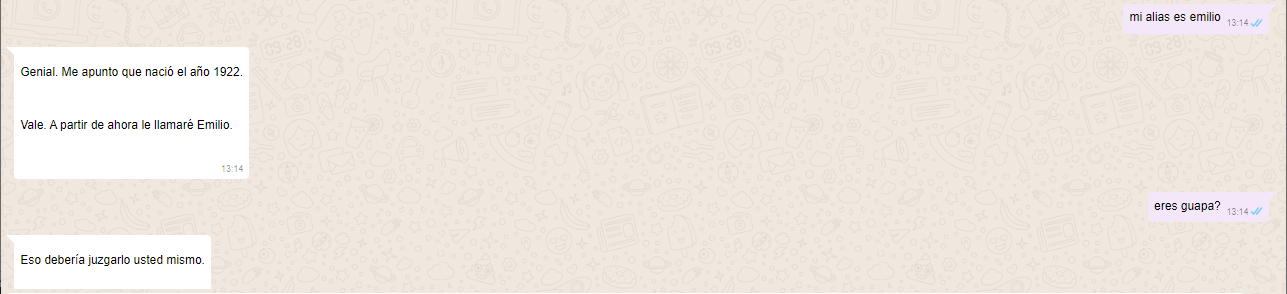 mi alias es emilio 13:14
Genial. Me apunto que nació el año 1922.
Vale. A partir de ahora le llamaré Emilio.
13:14
eres guapa? 13:14
Eso debería juzgarlo usted mismo.